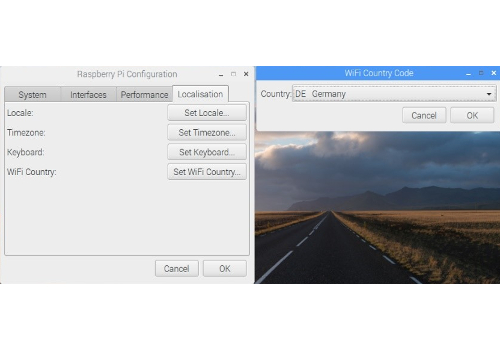 Raspberry Pi Configuration
System Interfaces Performance Localisation
Locale: Set Locale...
Timezone: Set Timezone...
Keyboard: Set Keyboard...
WiFi Country: Set WiFi Country...
Cancel OK
WiFi Country Code
Country: DE Germany
Cancel OK